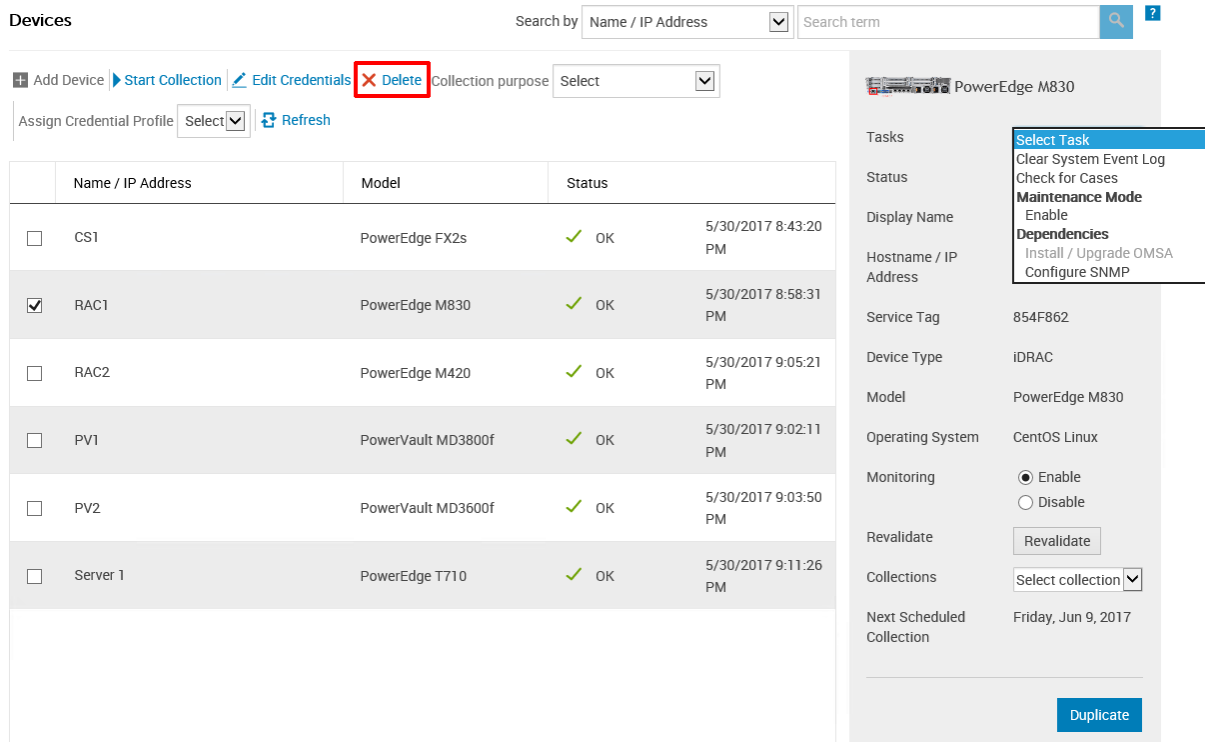 Devices
Search by Name / IP Address Search term ?
Add Device Start Collection Edit Credentials Delete Collection purpose Select
Assign Credential Profile Select Refresh
Name / IP Address Model Status
CS1 PowerEdge FX2s OK 5/30/2017 8:43:20
PM
RAC1 PowerEdge M830 OK 5/30/2017 8:58:31
PM
RAC2 PowerEdge M420 OK 5/30/2017 9:05:21
PM
PV1 PowerVault MD3800f OK 5/30/2017 9:02:11
PM
PV2 PowerVault MD3600f OK 5/30/2017 9:03:50
PM
Server 1 PowerEdge T710 OK 5/30/2017 9:11:26
PM
PowerEdge M830
Tasks
Select Task
Clear System Event Log
Check for Cases
Maintenance Mode
Enable
Dependencies
Install / Upgrade OMSA
Configure SNMP
Status
Display Name
Hostname / IP
Address
Service Tag 854F862
Device Type iDRAC
Model PowerEdge M830
Operating System CentOS Linux
Monitoring Enable
Disable
Revalidate Revalidate
Collections Select collection
Next Scheduled Friday, Jun 9, 2017
Collection
Duplicate